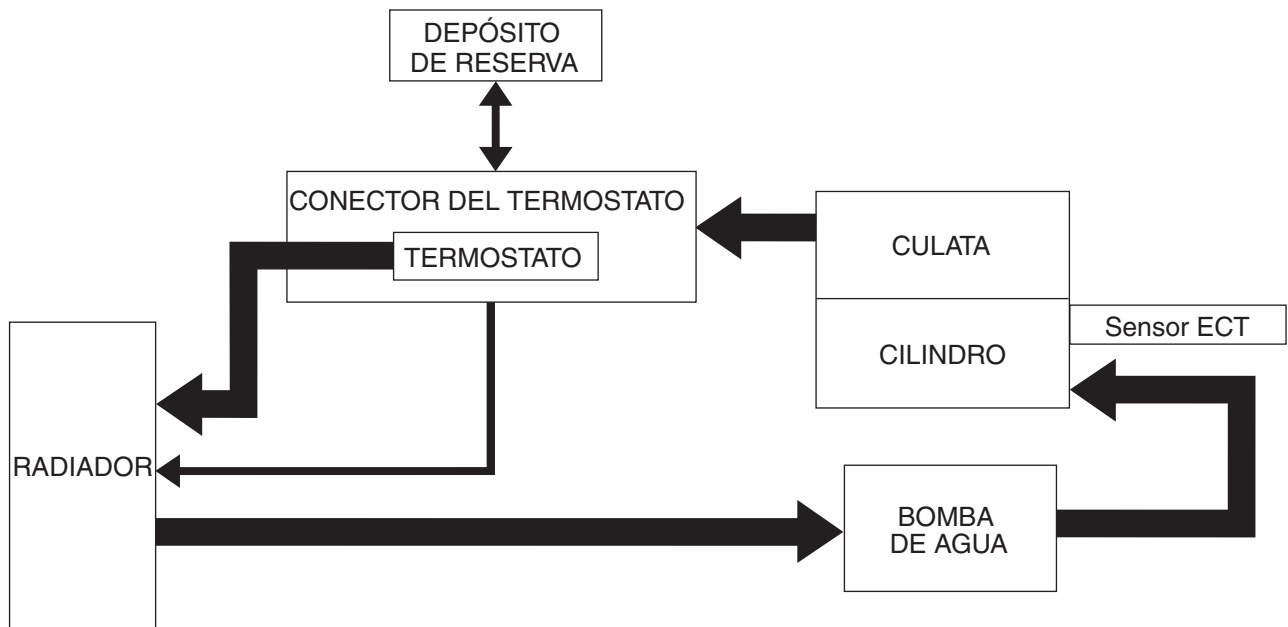 DEPÓSITO
DE RESERVA
CONECTOR DEL TERMOSTATO
TERMOSTATO
CULATA
Sensor ECT
CILINDRO
RADIADOR
BOMBA
DE AGUA